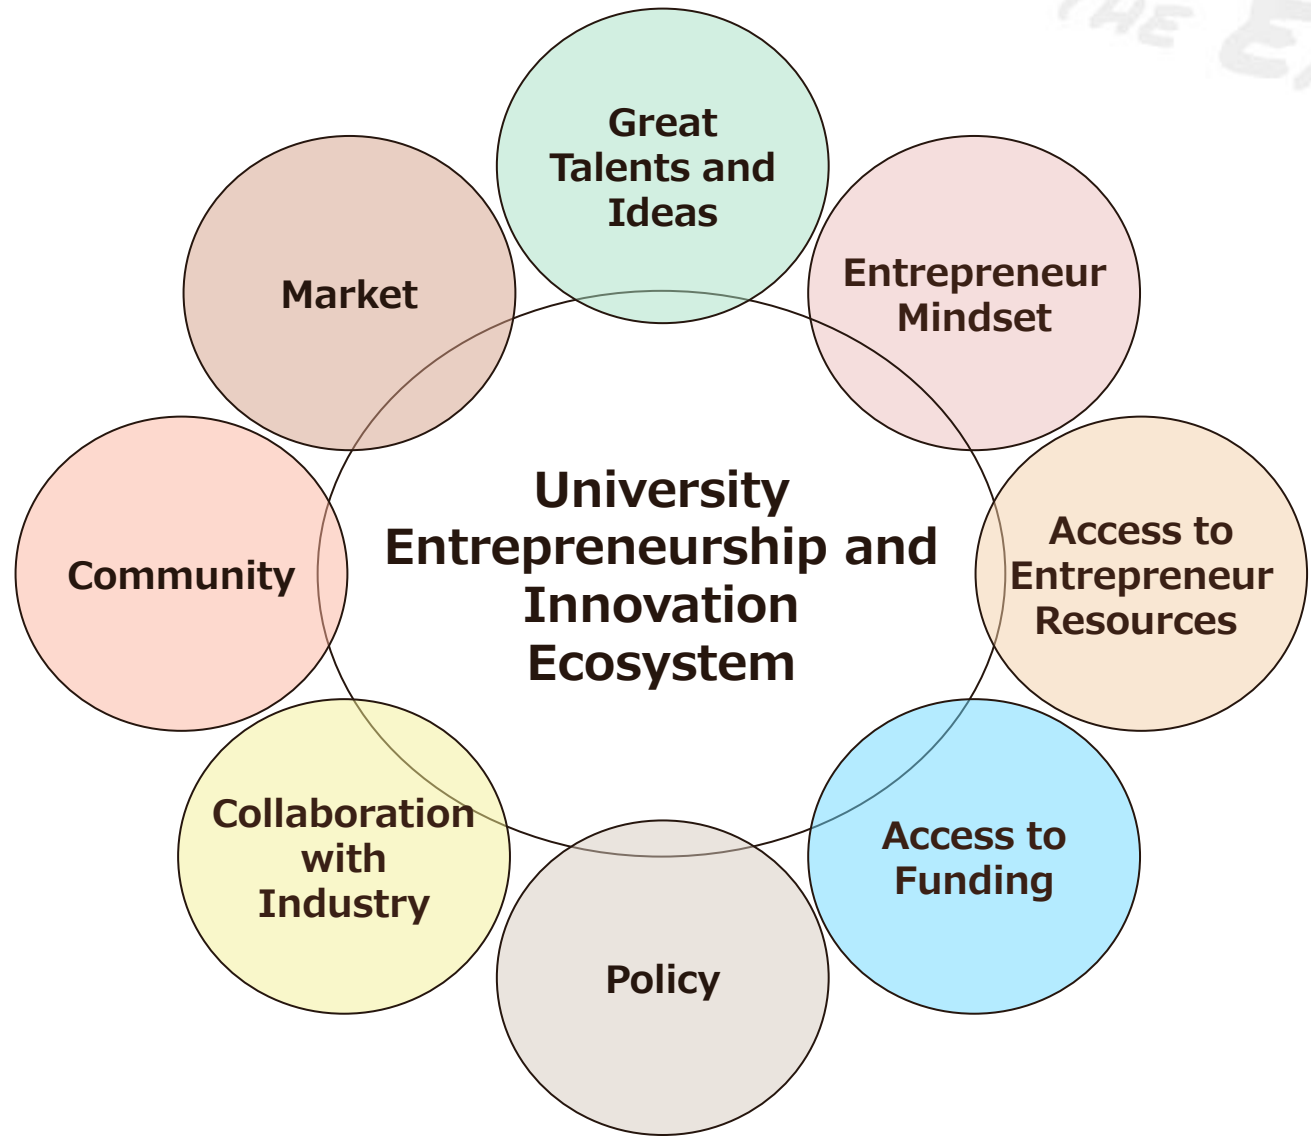 THE
Great
Talents and
Ideas
Entrepreneur
Mindset
Market
University
Entrepreneurship and
Innovation
Ecosystem
Access to
Entrepreneur
Resources
Community
Collaboration
with
Industry
Access to
Funding
Policy